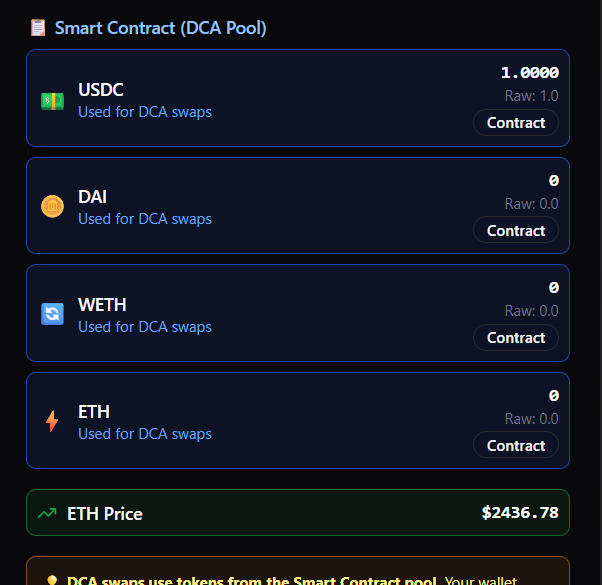 Smart Contract (DCA Pool)
USDC
Used for DCA swaps
1.0000
Raw: 1.0
Contract
DAI
Used for DCA swaps
0
Raw: 0.0
Contract
WETH
Used for DCA swaps
0
Raw: 0.0
Contract
ETH
Used for DCA swaps
0
Raw: 0.0
Contract
ETH Price
$2436.78
DCA swaps use tokens from the Smart Contract pool. Your wallet